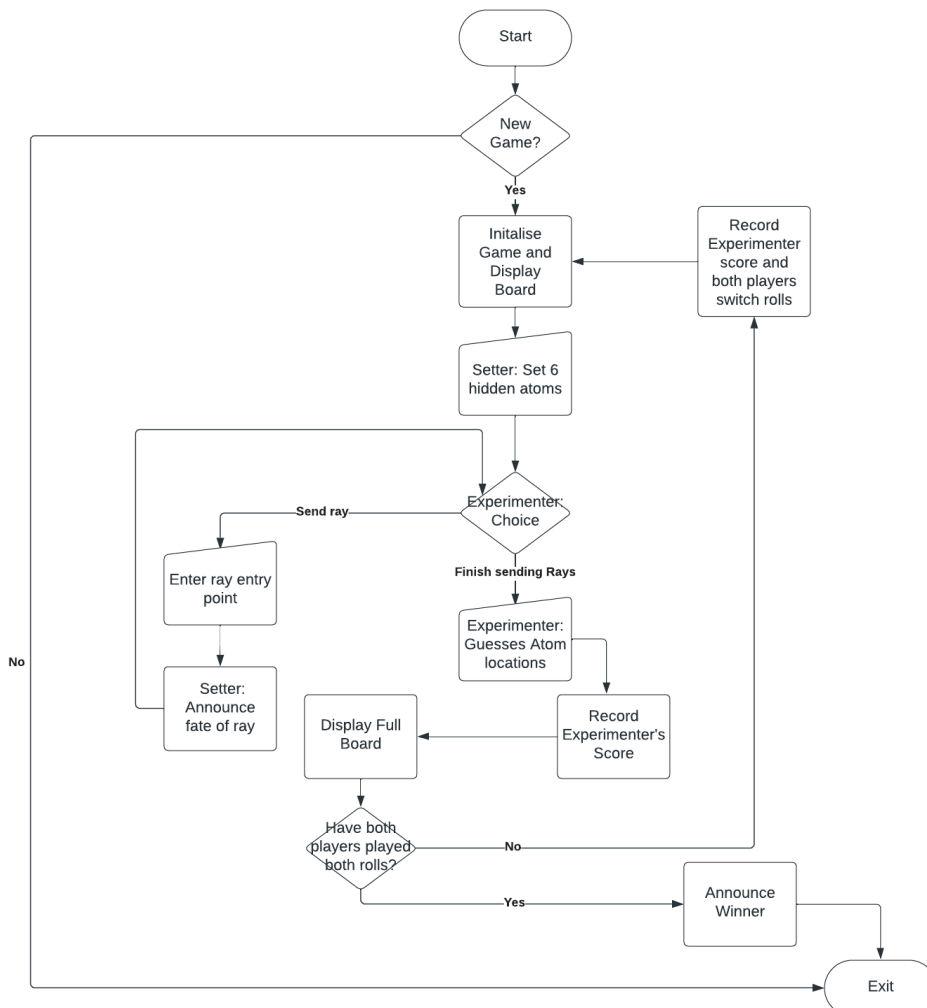 Start
New
Game?
Yes
Initalise
Game and
Display
Board
Record
Experimenter
score and
both players
switch rolls
Setter: Set 6
hidden atoms
Experimenter:
Choice
Send ray
Finish sending Rays
Enter ray entry
point
Experimenter:
Guesses Atom
locations
No
Setter:
Announce
fate of ray
Display Full
Board
Record
Experimenter's
Score
Have both
players played
both rolls?
No
Yes
Announce
Winner
Exit